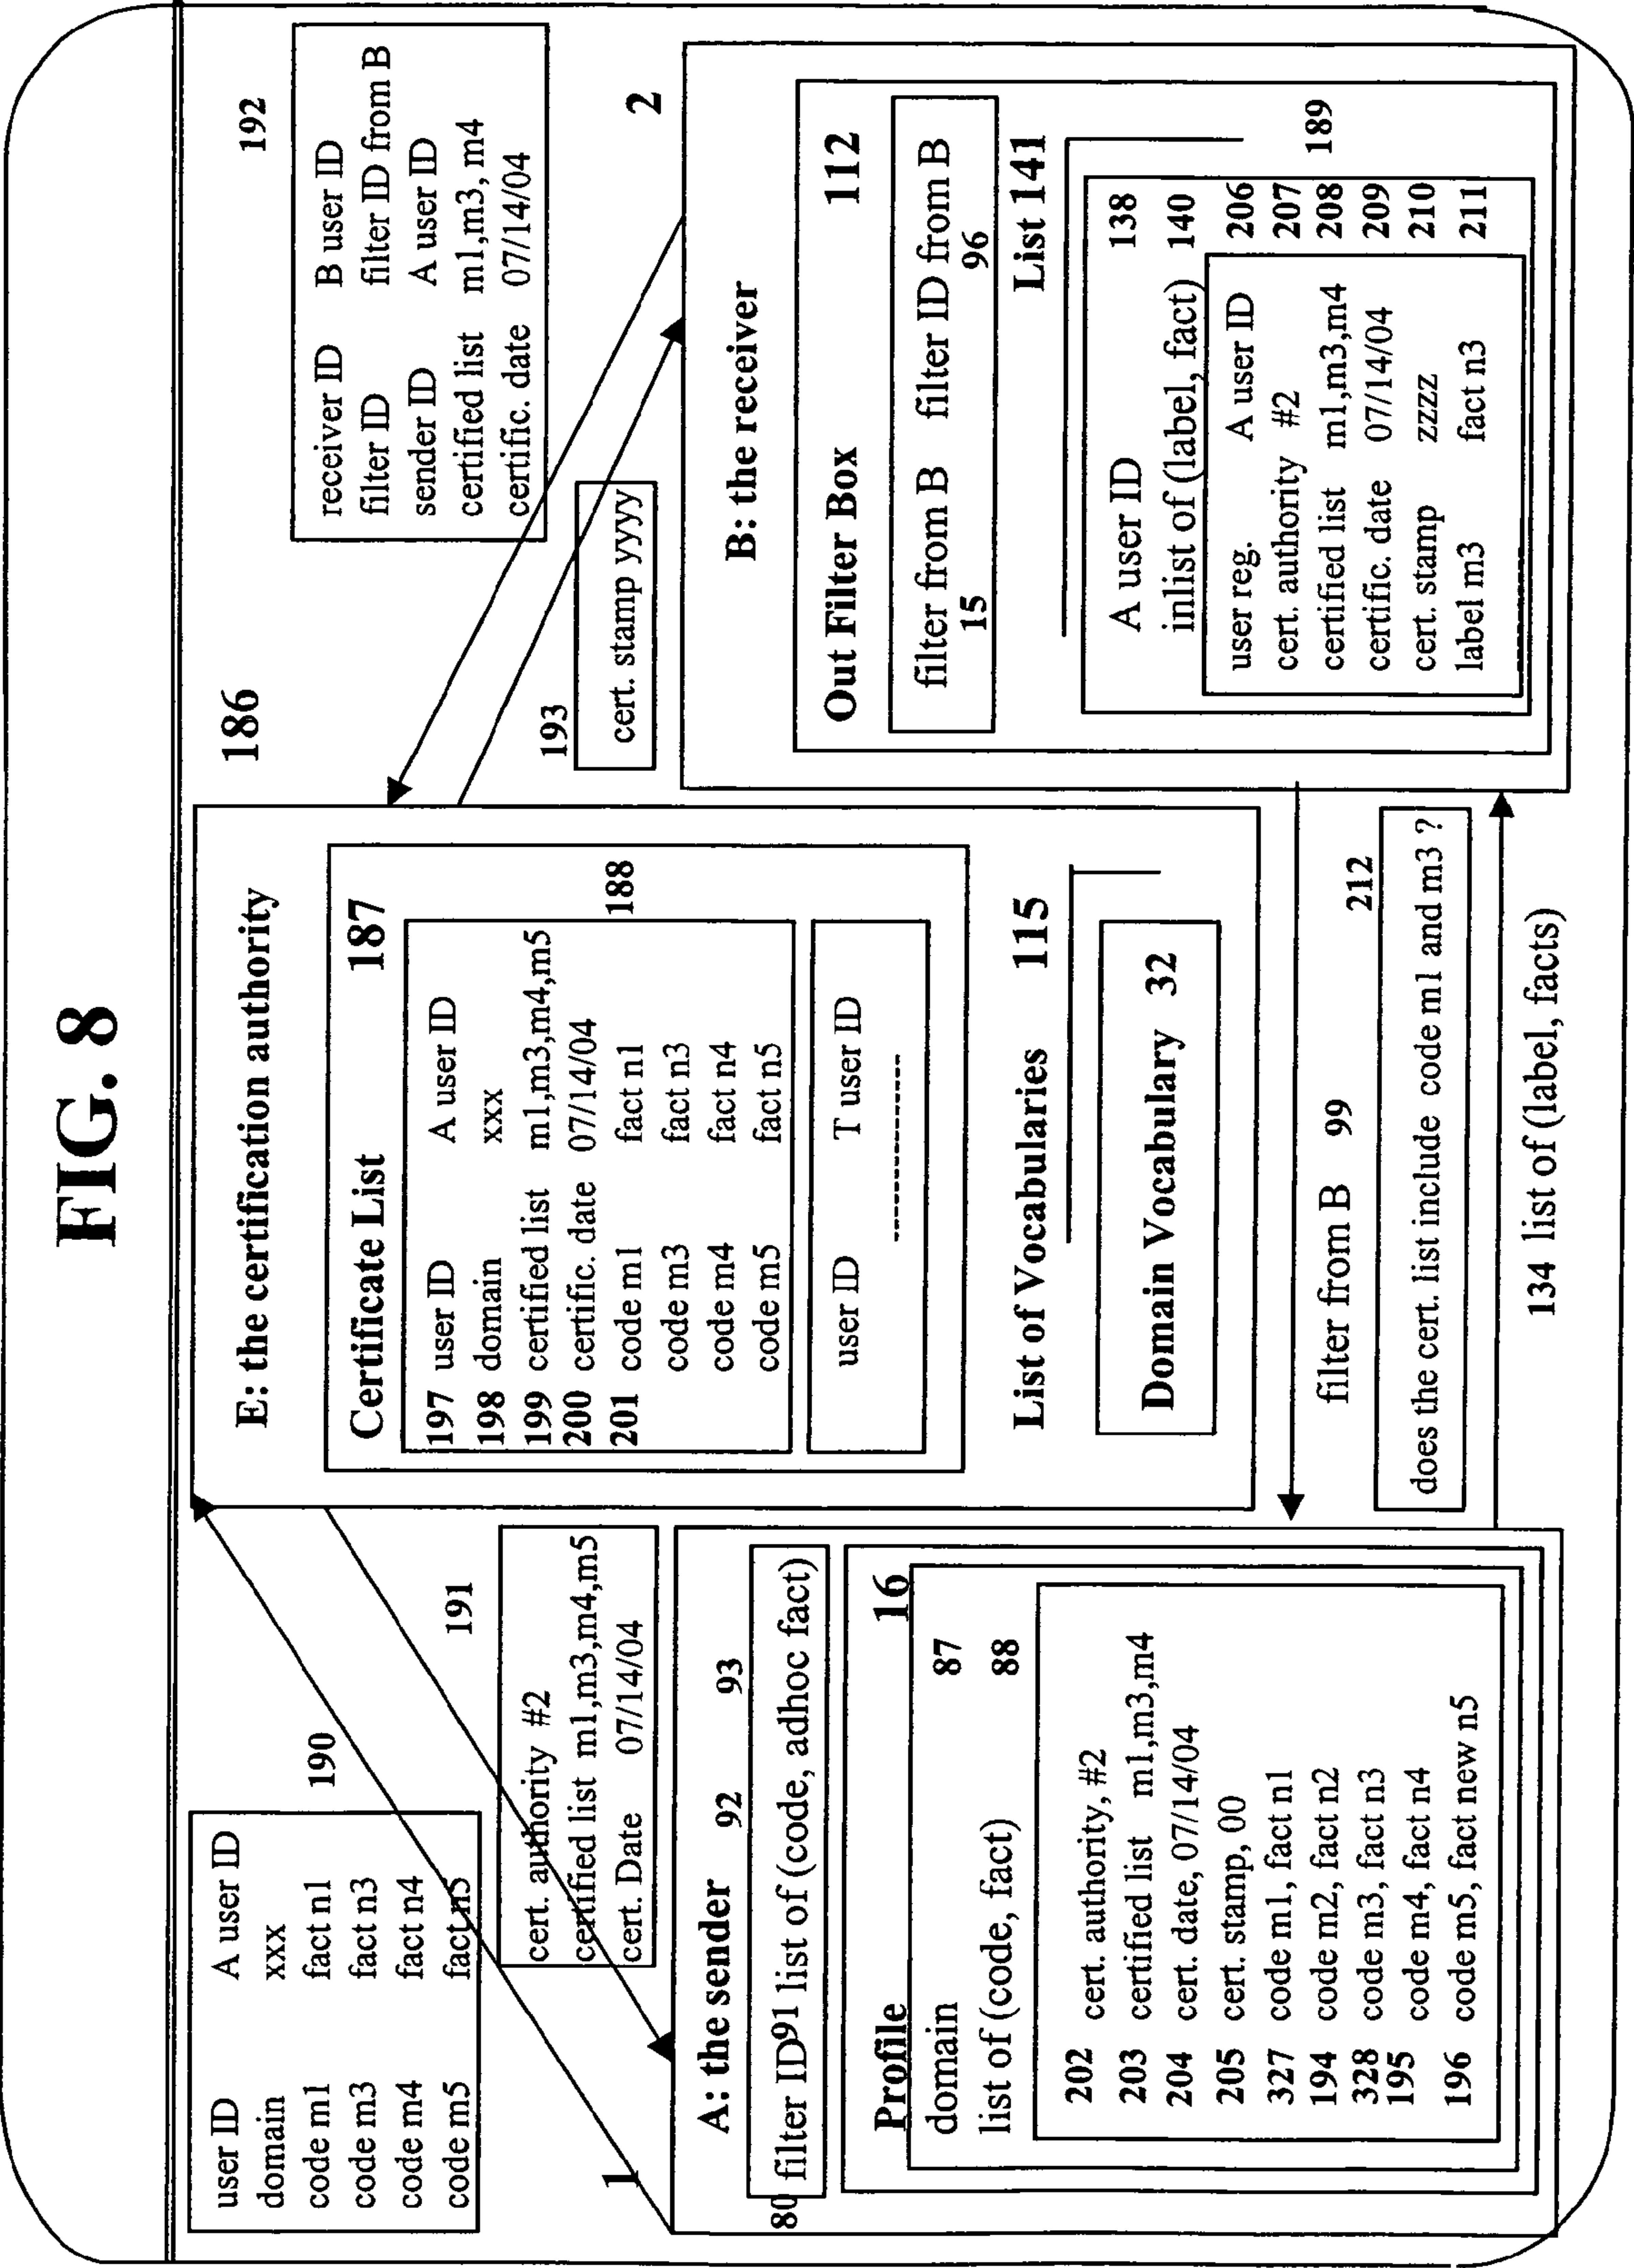 FIG. 8
186
user ID A user ID
domain xxx
code m1 fact n1
code m3 fact n3
code m4 fact n4
code m5 fact n5
190
191
cert. authority #2
certified list m1,m3,m4,m5
cert. Date 07/14/04
1
A: the sender 92 93
80 filter ID 91 list of (code, adhoc fact)
Profile 16
domain 87
list of (code, fact) 88
202 cert. authority, #2
203 certified list m1,m3,m4
204 cert. date, 07/14/04
205 cert. stamp, 00
327 code m1, fact n1
194 code m2, fact n2
328 code m3, fact n3
195 code m4, fact n4
196 code m5, fact new n5
E: the certification authority
Certificate List 187
197 user ID A user ID
198 domain xxx
199 certified list m1,m3,m4,m5
200 certific. date 07/14/04
201 code m1 fact n1
code m3 fact n3
code m4 fact n4
code m5 fact n5
188
user ID T user ID
-------------
List of Vocabularies 115
Domain Vocabulary 32
filter from B 99
212
does the cert. list include code m1 and m3 ?
134 list of (label, facts)
192
receiver ID B user ID
filter ID filter ID from B
sender ID A user ID
certified list m1,m3, m4
certific. date 07/14/04
193
cert. stamp yyyy
2
B: the receiver
Out Filter Box 112
filter from B filter ID from B
15 96
List 141
A user ID 138
inlist of (label, fact) 140
user reg. A user ID 206
cert. authority #2 207
certified list m1,m3,m4 208
certific. date 07/14/04 209
cert. stamp zzzz 210
label m3 fact n3 211
189